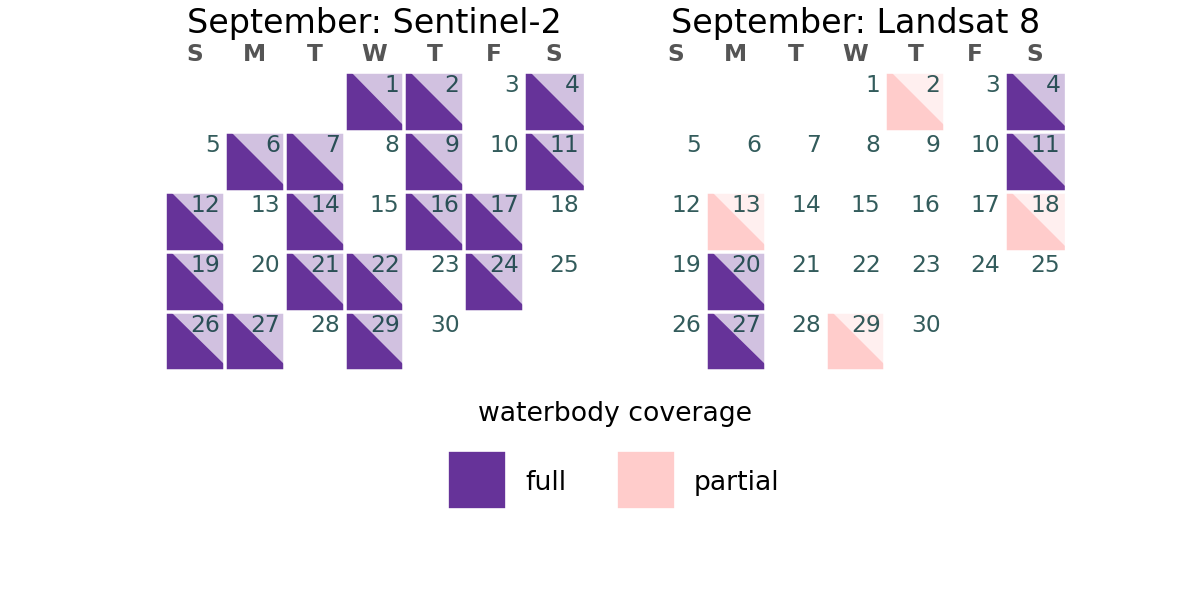 September: Sentinel-2
S M T W T F S
1 2 3 4
5 6 7 8 9 10 11
12 13 14 15 16 17 18
19 20 21 22 23 24 25
26 27 28 29 30
September: Landsat 8
S M T W T F S
1 2 3 4
5 6 7 8 9 10 11
12 13 14 15 16 17 18
19 20 21 22 23 24 25
26 27 28 29 30
waterbody coverage
full partial